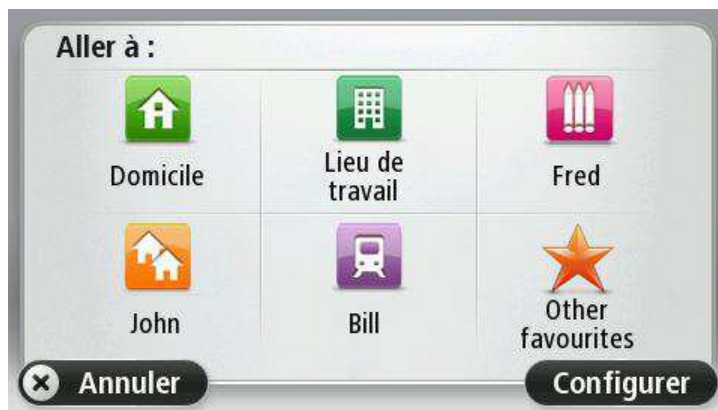 Aller à :
Domicile
Lieu de
travail
Fred
John
Bill
Other
favourites
Annuler
Configurer